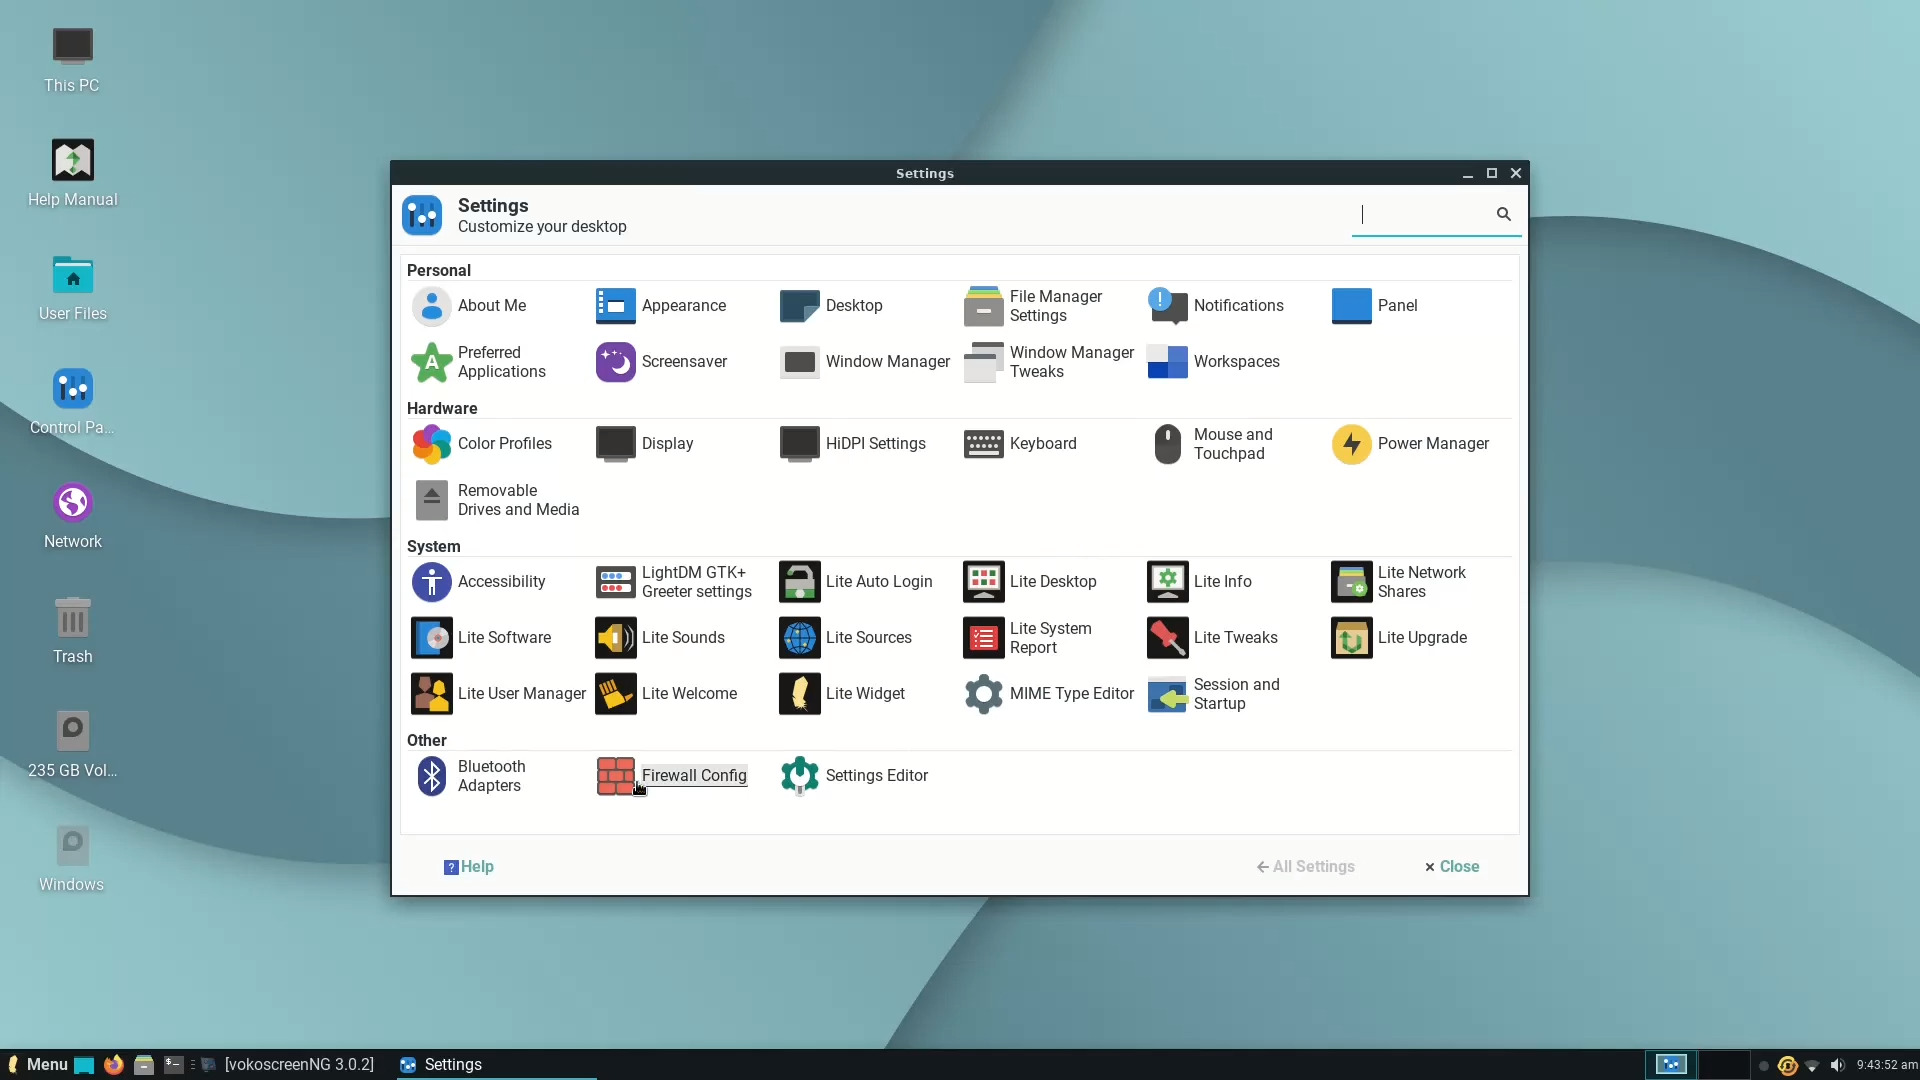 This PC
Help Manual
User Files
Control Pa...
Network
Trash
235 GB Vol...
Windows
Settings
Settings
Customize your desktop
Personal
About Me
Appearance
Desktop
File Manager
Settings
Notifications
Panel
Preferred
Applications
Screensaver
Window Manager
Window Manager
Tweaks
Workspaces
Hardware
Color Profiles
Display
HiDPI Settings
Keyboard
Mouse and
Touchpad
Power Manager
Removable
Drives and Media
System
Accessibility
LightDM GTK+
Greeter settings
Lite Auto Login
Lite Desktop
Lite Info
Lite Network
Shares
Lite Software
Lite Sounds
Lite Sources
Lite System
Report
Lite Tweaks
Lite Upgrade
Lite User Manager
Lite Welcome
Lite Widget
MIME Type Editor
Session and
Startup
Other
Bluetooth
Adapters
Firewall Config
Settings Editor
Help
All Settings
Close
Menu
[vokoscreenNG 3.0.2]
Settings
9:43:52 am